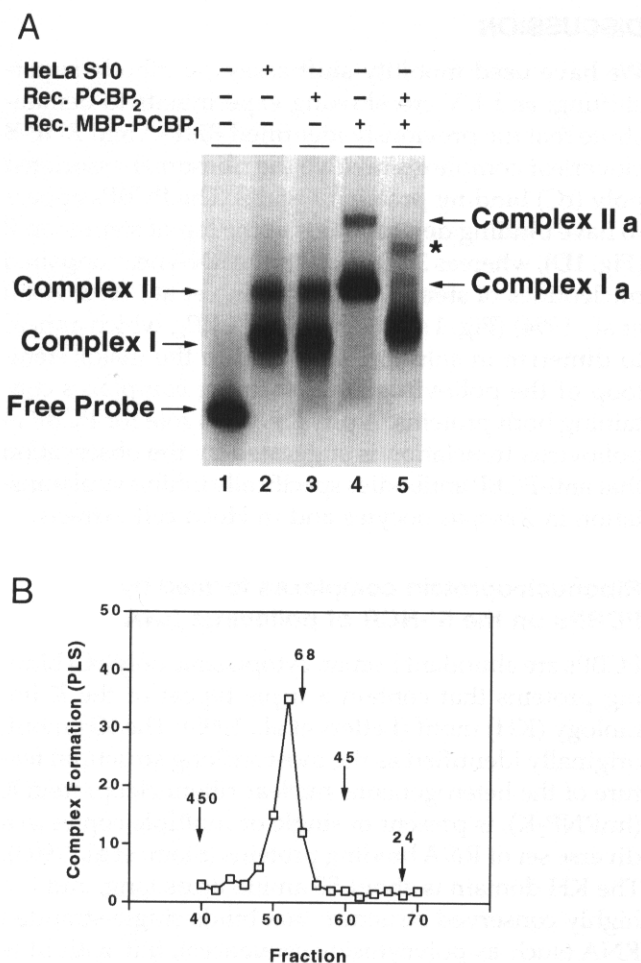 A
HeLa S10 – + – – –
Rec. PCBP2 – – + – +
Rec. MBP-PCBP1 – – – + +
Complex II a
*
Complex II
Complex I a
Complex I
Free Probe
1 2 3 4 5
B
50
40
30
20
10
0
Complex Formation (PLS)
450
68
45
24
40 50 60 70
Fraction